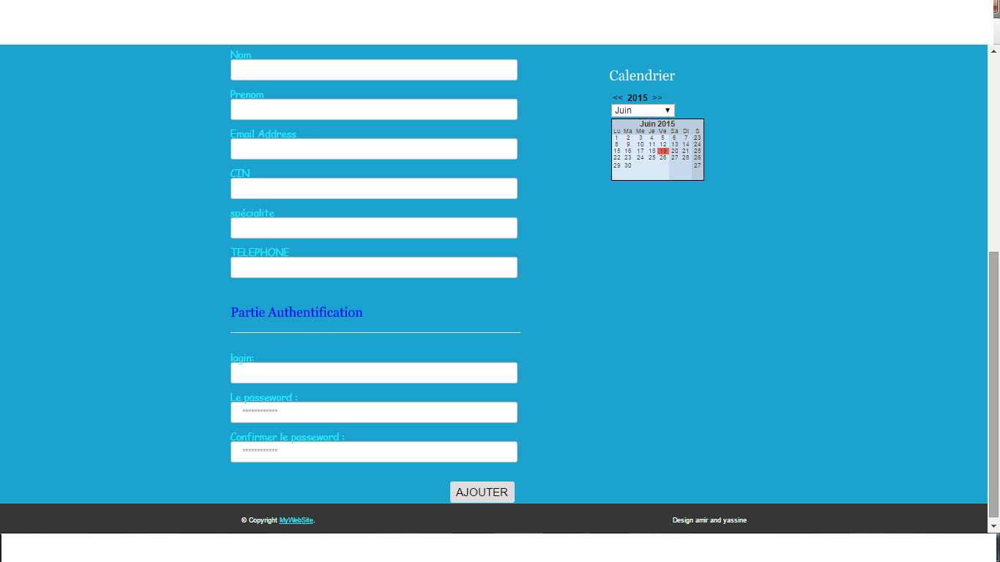 Nom
Prenom
Email Address
CIN
spécialite
TELEPHONE
Partie Authentification
login:
Le passeword :
************
Confirmer le passeword :
************
AJOUTER
Calendrier
<< 2015 >>
Juin
Juin 2015
Lu Ma Me Je Ve Sa Di S
1 2 3 4 5 6 7 23
8 9 10 11 12 13 14 24
15 16 17 18 19 20 21 25
22 23 24 25 26 27 28 26
29 30 27
© Copyright MyWebSite.
Design amir and yassine